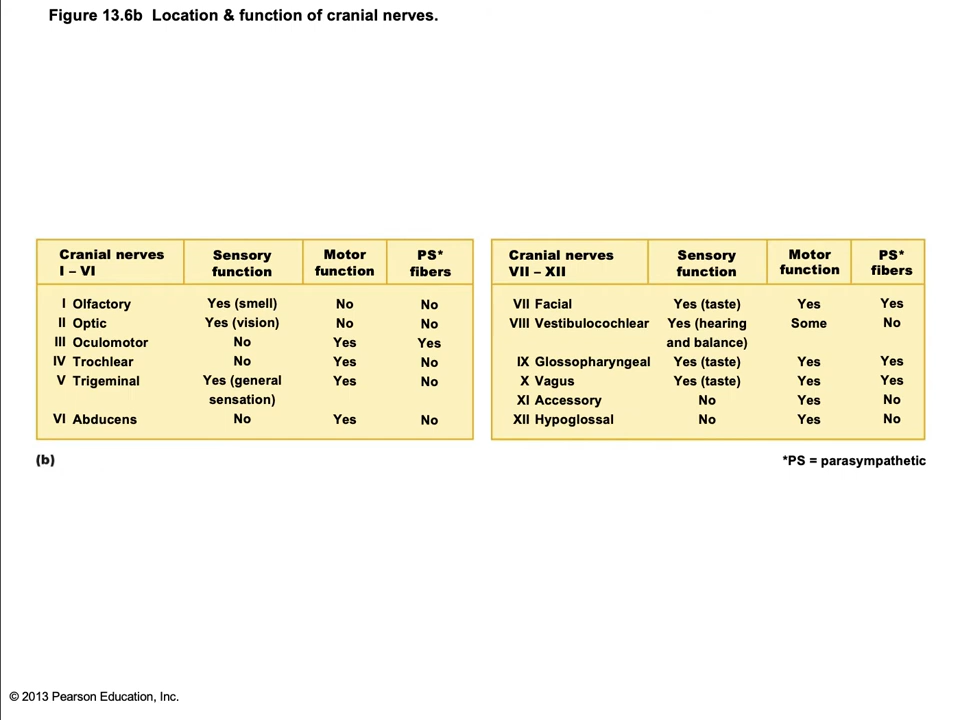 Figure 13.6b  Location & function of cranial nerves.
Cranial nerves I – VI Sensory function Motor function PS* fibers
I Olfactory Yes (smell) No No
II Optic Yes (vision) No No
III Oculomotor No Yes Yes
IV Trochlear No Yes No
V Trigeminal Yes (general sensation) Yes No
VI Abducens No Yes No
Cranial nerves VII – XII Sensory function Motor function PS* fibers
VII Facial Yes (taste) Yes Yes
VIII Vestibulocochlear Yes (hearing and balance) Some No
IX Glossopharyngeal Yes (taste) Yes Yes
X Vagus Yes (taste) Yes Yes
XI Accessory No Yes No
XII Hypoglossal No Yes No
(b)
*PS = parasympathetic
© 2013 Pearson Education, Inc.